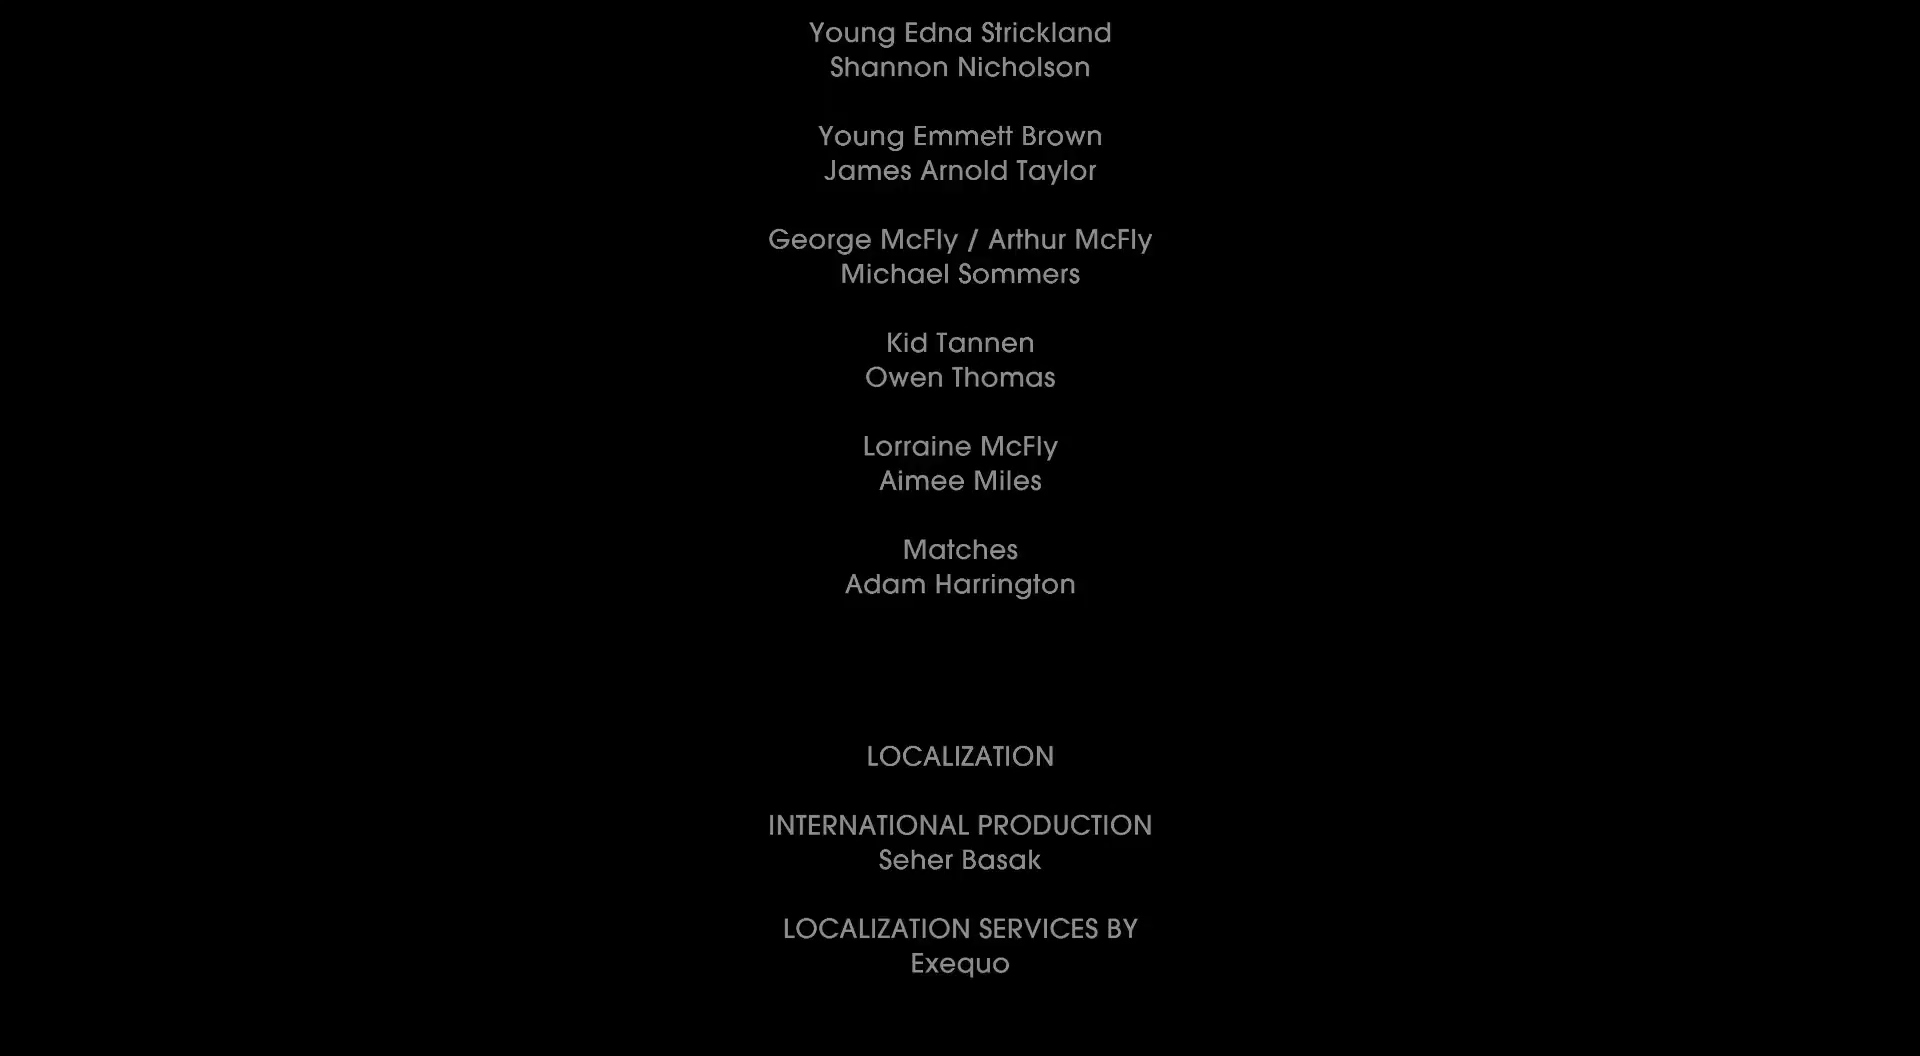 Young Edna Strickland
Shannon Nicholson
Young Emmett Brown
James Arnold Taylor
George McFly / Arthur McFly
Michael Sommers
Kid Tannen
Owen Thomas
Lorraine McFly
Aimee Miles
Matches
Adam Harrington
LOCALIZATION
INTERNATIONAL PRODUCTION
Seher Basak
LOCALIZATION SERVICES BY
Exequo